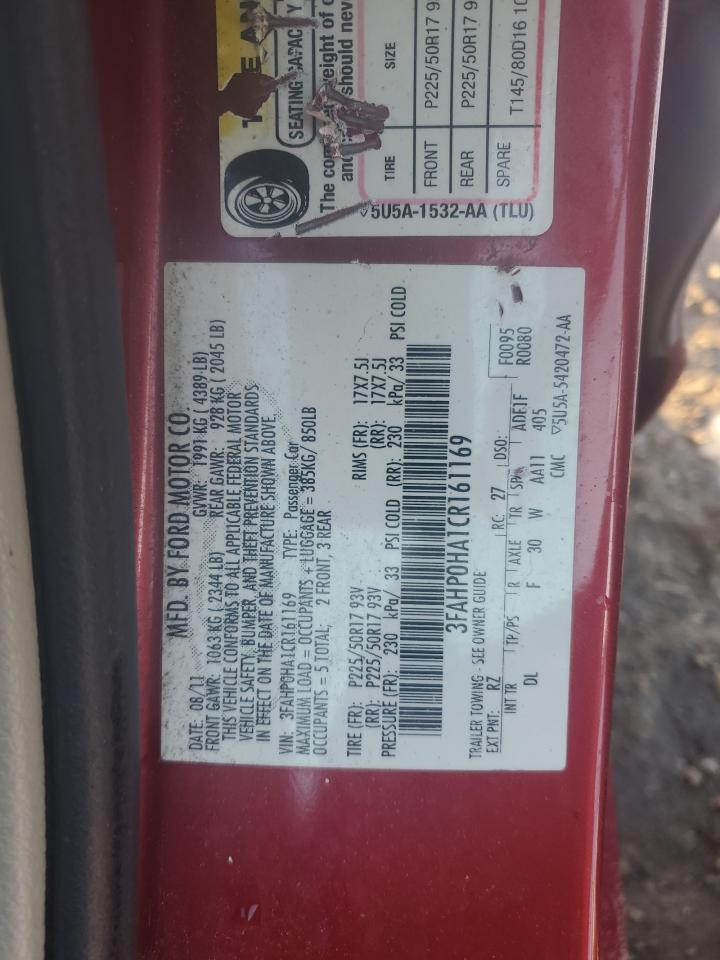 MFD. BY FORD MOTOR CO.
DATE: 08/11 GVWR: 1991 KG ( 4389 LB)
FRONT GAWR: 1063 KG ( 2344 LB) REAR GAWR: 928 KG ( 2045 LB)
THIS VEHICLE CONFORMS TO ALL APPLICABLE FEDERAL MOTOR
VEHICLE SAFETY, BUMPER, AND THEFT PREVENTION STANDARDS
IN EFFECT ON THE DATE OF MANUFACTURE SHOWN ABOVE
VIN: 3FAHP0HA1CR161169 TYPE: Passenger Car
MAXIMUM LOAD = OCCUPANTS + LUGGAGE = 385KG/ 850LB
OCCUPANTS = 5 TOTAL; 2 FRONT, 3 REAR
TIRE (FR): P225/50R17 93V RIMS (FR): 17X7.5J
(RR): P225/50R17 93V (RR): 17X7.5J
PRESSURE (FR): 230 kPa/ 33 PSI COLD (RR): 230 kPa/ 33 PSI COLD
3FAHP0HA1CR161169
TRAILER TOWING - SEE OWNER GUIDE
EXT PNT: RZ RC: 27 DSO: F0095
R0080
INT TR TP/PS R AXLE TR SPR ADE1F
DL F 30 W AA11 405
CMC ▽5U5A-5420472-AA
SEATING CAPACITY
should never
TIRE SIZE
FRONT P225/50R17
REAR P225/50R17
SPARE T145/80D16
5U5A-1532-AA (TLU)